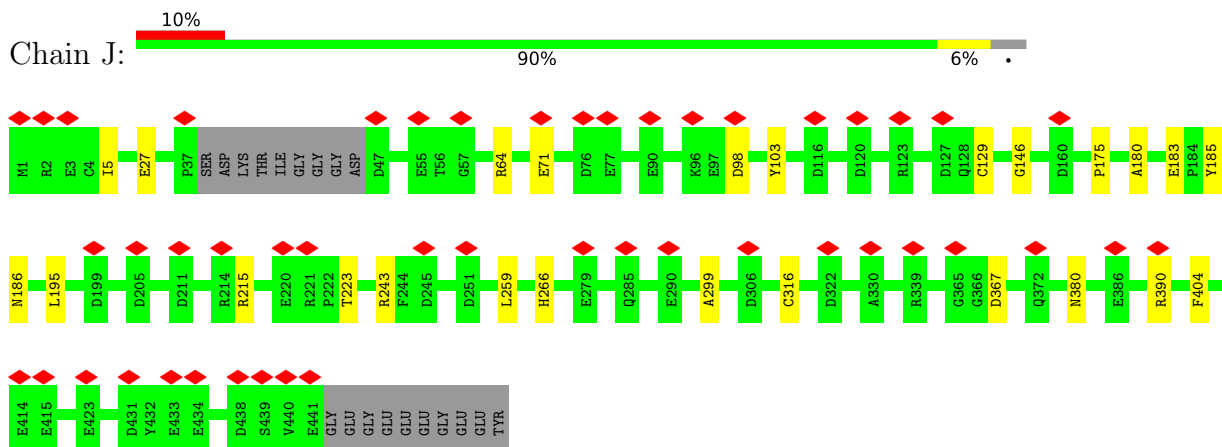 10%
Chain J:
90% 6% •
M1 R2 E3 C4 I5 E27 P37 SER ASP LYS THR ILE GLY GLY GLY ASP D47 E55 T56 G57 R64 E71 D76 E77 E90 K96 E97 D98 Y103 D116 D120 R123 D127 Q128 C129 G146 D160 P175 A180 E183 P184 Y185
N186 L195 D199 D205 D211 R214 R215 E220 R221 P222 T223 R243 F244 D245 D251 L259 H266 E279 Q285 E290 A299 D306 C316 D322 A330 R339 G365 G366 D367 Q372 N380 E386 R390 F404
E414 E415 E423 D431 Y432 E433 E434 D438 S439 V440 E441 GLY GLU GLY GLU GLU GLU GLY GLU GLU TYR